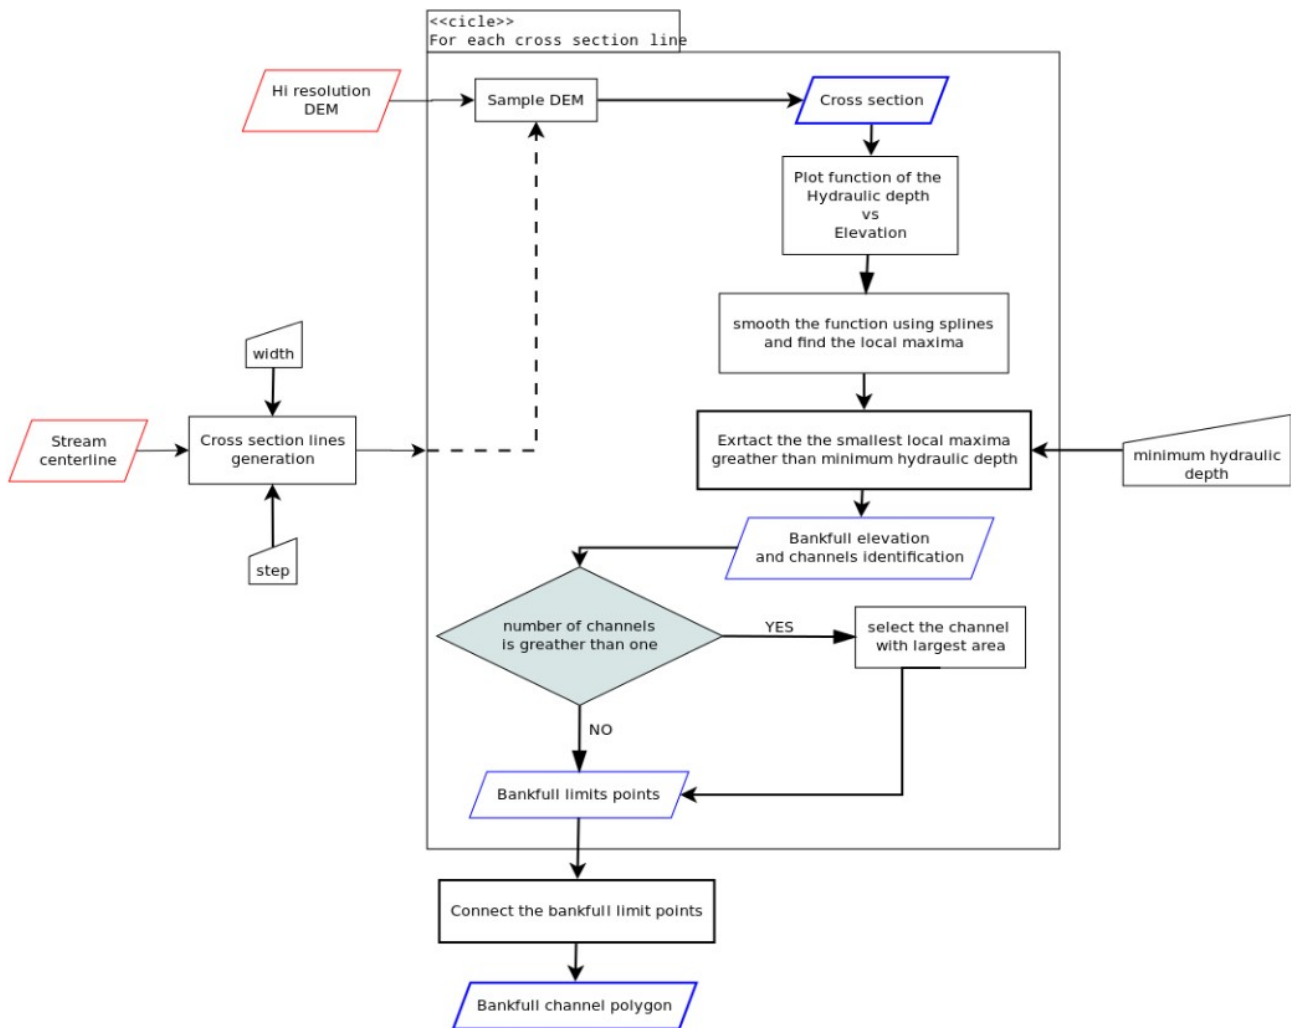 <<cicle>>
For each cross section line
Hi resolution
DEM
Sample DEM
Cross section
Plot function of the
Hydraulic depth
vs
Elevation
smooth the function using splines
and find the local maxima
width
Stream
centerline
Cross section lines
generation
step
Exrtact the the smallest local maxima
greather than minimum hydraulic depth
minimum hydraulic
depth
Bankfull elevation
and channels identification
number of channels
is greather than one
YES
select the channel
with largest area
NO
Bankfull limits points
Connect the bankfull limit points
Bankfull channel polygon